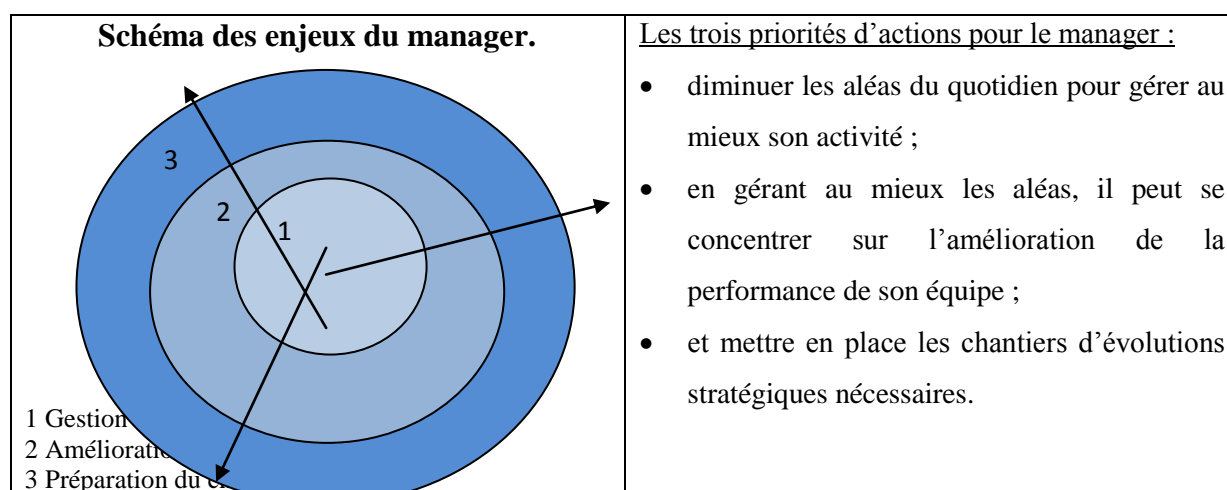 Schéma des enjeux du manager.
3
2
1
1 Gestion
2 Améliorati
3 Préparation du
Les trois priorités d’actions pour le manager :
• diminuer les aléas du quotidien pour gérer au
mieux son activité ;
• en gérant au mieux les aléas, il peut se
concentrer sur l’amélioration de la
performance de son équipe ;
• et mettre en place les chantiers d’évolutions
stratégiques nécessaires.